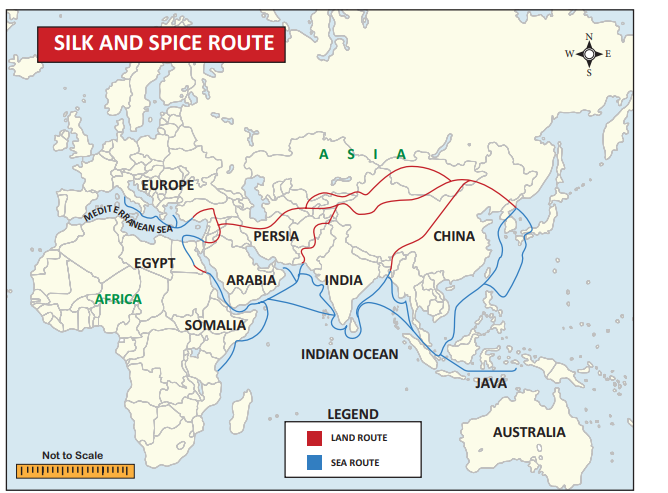 SILK AND SPICE ROUTE
N
W E
S
A S I A
EUROPE
MEDITERRANEAN SEA
PERSIA
CHINA
EGYPT
ARABIA
INDIA
AFRICA
SOMALIA
INDIAN OCEAN
JAVA
LEGEND
LAND ROUTE
SEA ROUTE
AUSTRALIA
Not to Scale